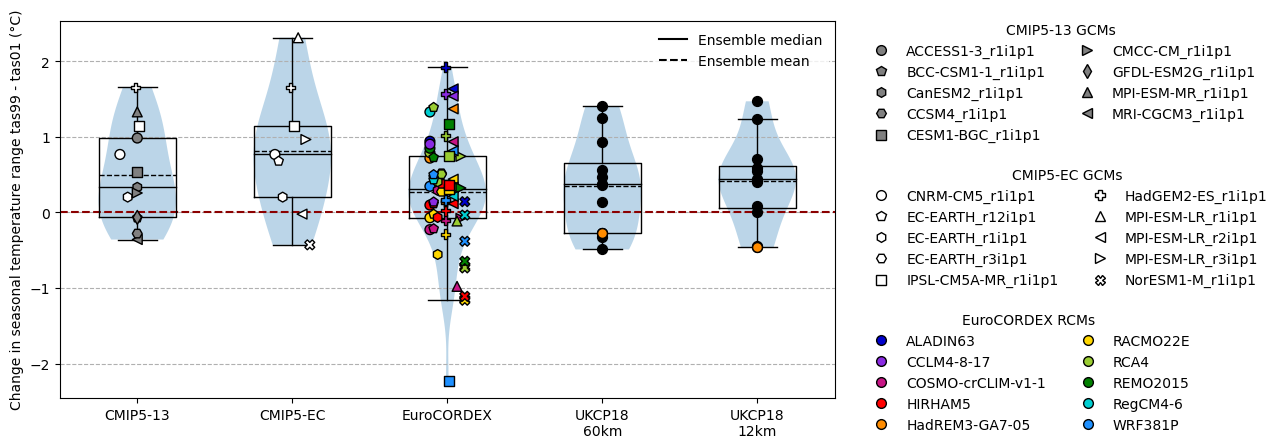 Change in seasonal temperature range tas99 - tas01 (°C)
2
1
0
−1
−2
Ensemble median
Ensemble mean
CMIP5-13
CMIP5-EC
EuroCORDEX
UKCP18
60km
UKCP18
12km
CMIP5-13 GCMs
ACCESS1-3_r1i1p1
BCC-CSM1-1_r1i1p1
CanESM2_r1i1p1
CCSM4_r1i1p1
CESM1-BGC_r1i1p1
CMCC-CM_r1i1p1
GFDL-ESM2G_r1i1p1
MPI-ESM-MR_r1i1p1
MRI-CGCM3_r1i1p1
CMIP5-EC GCMs
CNRM-CM5_r1i1p1
EC-EARTH_r12i1p1
EC-EARTH_r1i1p1
EC-EARTH_r3i1p1
IPSL-CM5A-MR_r1i1p1
HadGEM2-ES_r1i1p1
MPI-ESM-LR_r1i1p1
MPI-ESM-LR_r2i1p1
MPI-ESM-LR_r3i1p1
NorESM1-M_r1i1p1
EuroCORDEX RCMs
ALADIN63
CCLM4-8-17
COSMO-crCLIM-v1-1
HIRHAM5
HadREM3-GA7-05
RACMO22E
RCA4
REMO2015
RegCM4-6
WRF381P